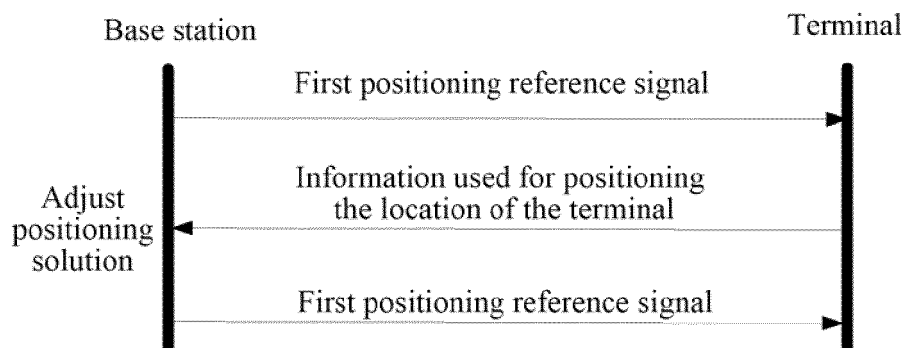 Base station
Terminal
First positioning reference signal
Information used for positioning
the location of the terminal
Adjust
positioning
solution
First positioning reference signal